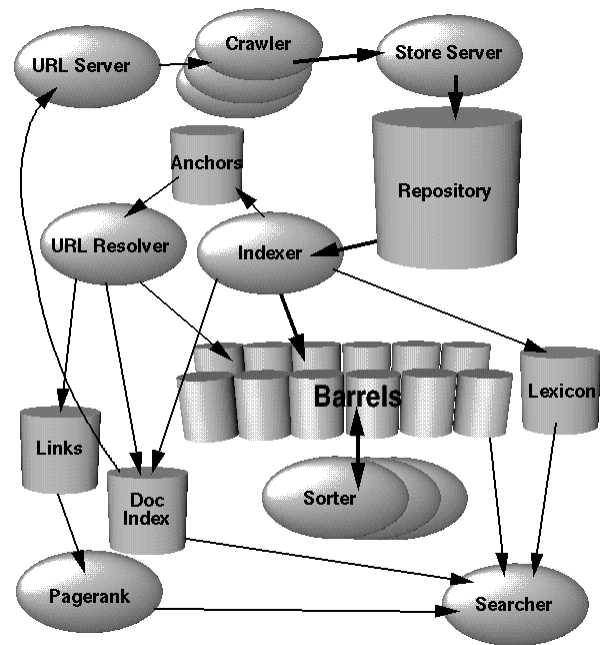 URL Server
Crawler
Store Server
Anchors
Repository
URL Resolver
Indexer
Barrels
Lexicon
Links
Doc
Index
Sorter
Pagerank
Searcher